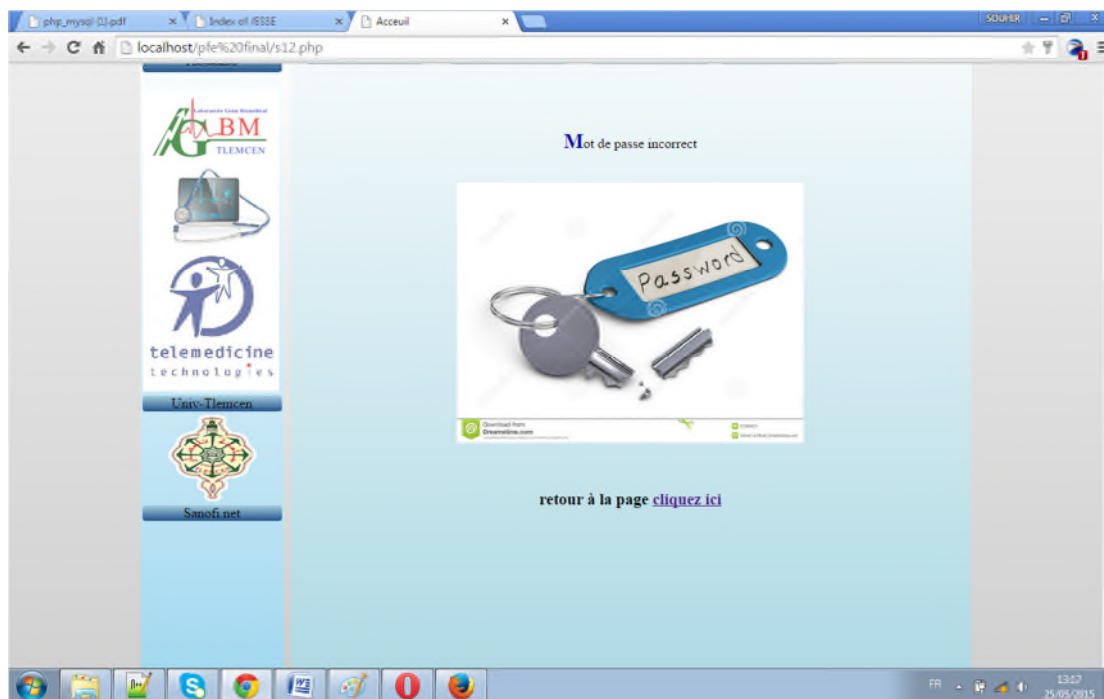 php_mysql (1).pdf
Index of /ESSE
Acceuil
SOUHIR
localhost/pfe%20final/s12.php
Laboratoire Genie Biomedical
GBM
TLEMCEN
telemedicine
technologies
Univ-Tlemcen
Sanofi.net
Mot de passe incorrect
Password
Download from
Dreamstime.com
retour à la page cliquez ici
FR
13:17
25/05/2015